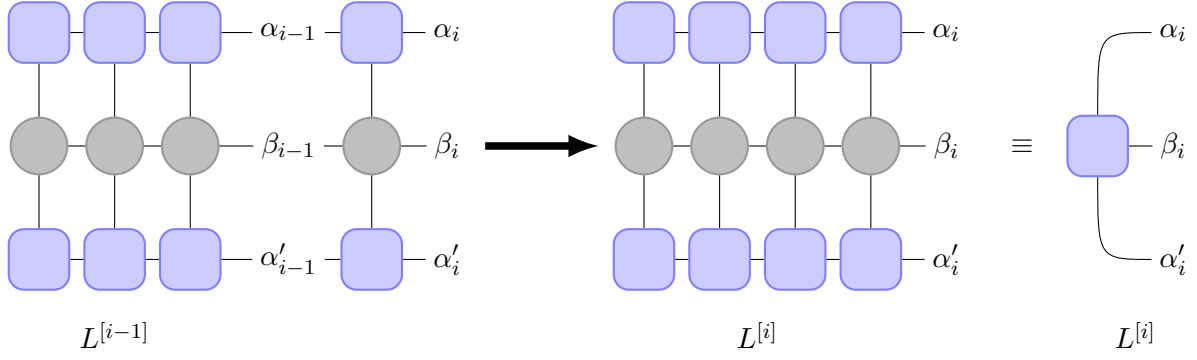 α_{i−1} α_i α_i α_i
β_{i−1} β_i β_i ≡ β_i
α′_{i−1} α′_i α′_i α′_i
L^{[i−1]} L^{[i]} L^{[i]}